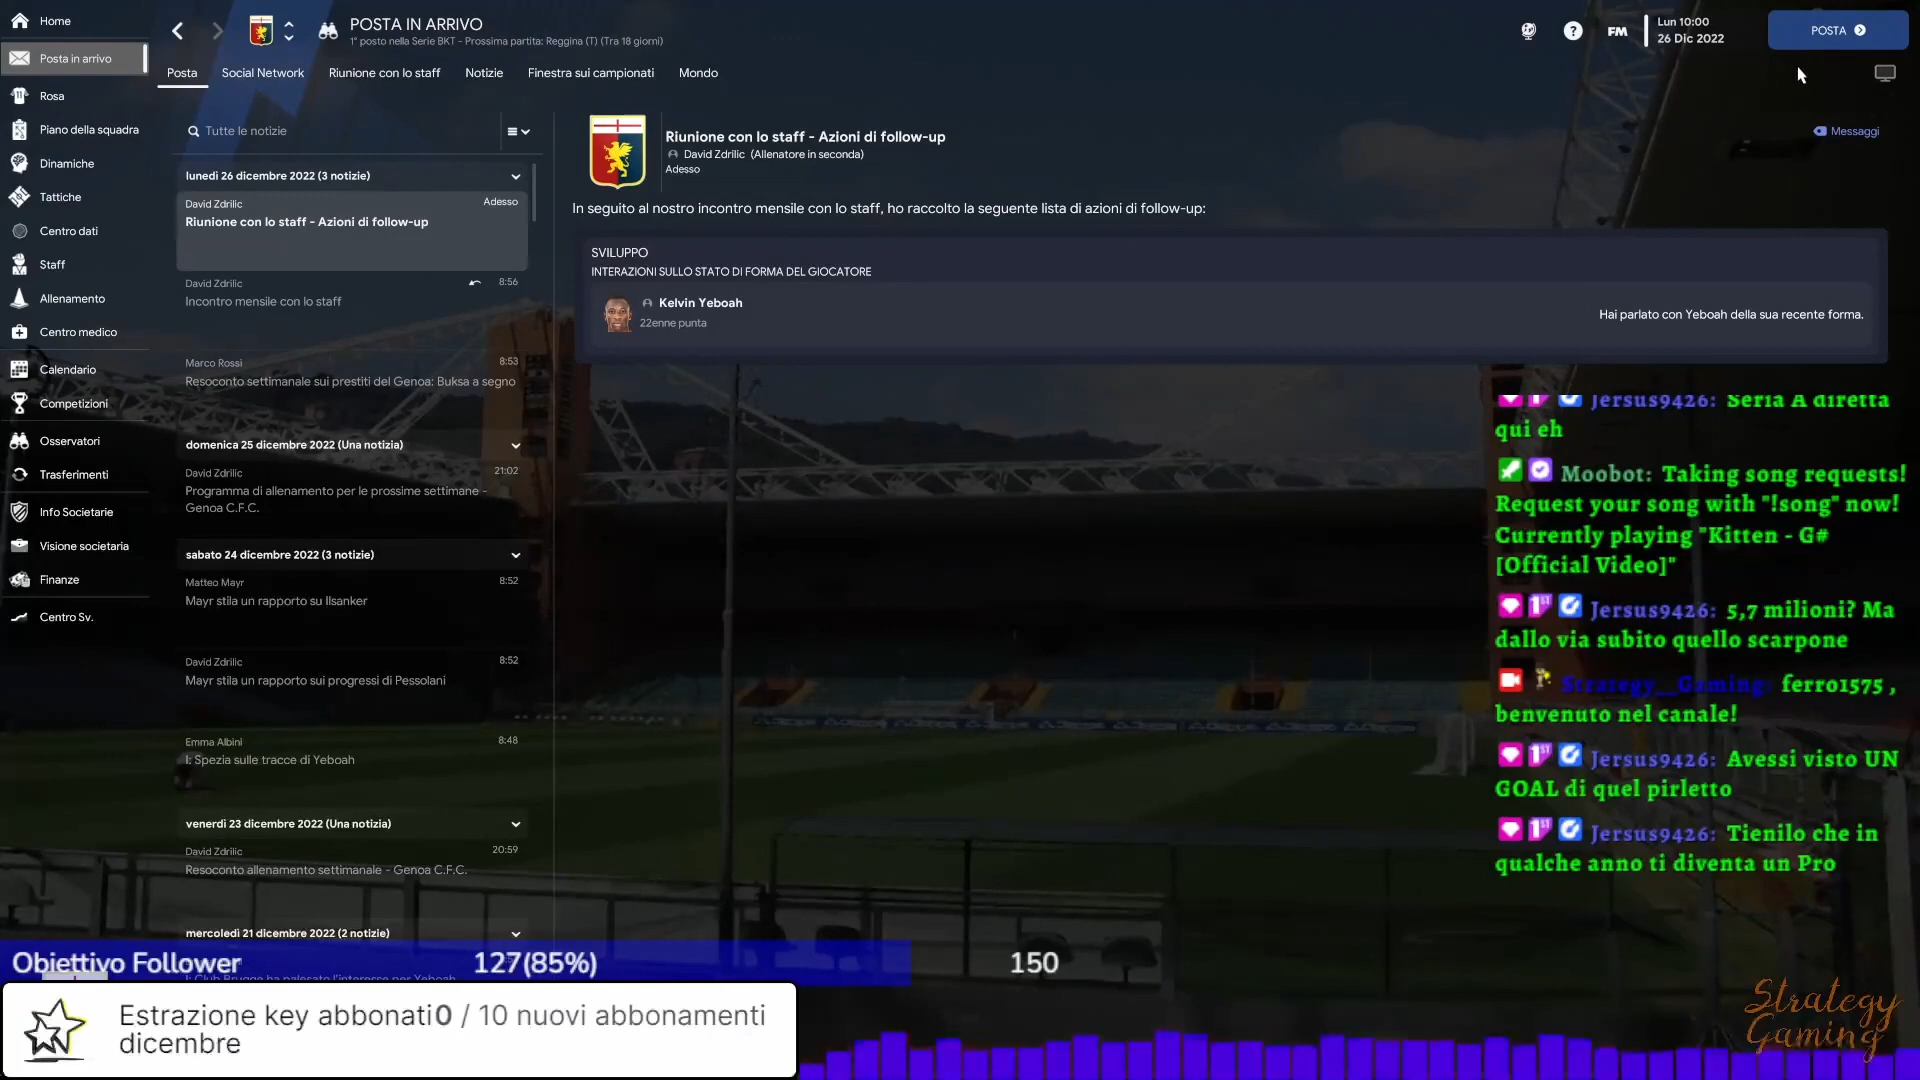 Home
Posta in arrivo
Rosa
Piano della squadra
Dinamiche
Tattiche
Centro dati
Staff
Allenamento
Centro medico
Calendario
Competizioni
Osservatori
Trasferimenti
Info Societarie
Visione societaria
Finanze
Centro Sv.
POSTA IN ARRIVO
1° posto nella Serie BKT - Prossima partita: Reggina (T) (Tra 18 giorni)
FM
Lun 10:00
26 Dic 2022
POSTA
Posta Social Network Riunione con lo staff Notizie Finestra sui campionati Mondo
Tutte le notizie
lunedì 26 dicembre 2022 (3 notizie)
David Zdrilic Adesso
Riunione con lo staff - Azioni di follow-up
David Zdrilic 8:56
Incontro mensile con lo staff
Marco Rossi 8:53
Resoconto settimanale sui prestiti del Genoa: Buksa a segno
domenica 25 dicembre 2022 (Una notizia)
David Zdrilic 21:02
Programma di allenamento per le prossime settimane -
Genoa C.F.C.
sabato 24 dicembre 2022 (3 notizie)
Matteo Mayr 8:52
Mayr stila un rapporto su Ilsanker
David Zdrilic 8:52
Mayr stila un rapporto sui progressi di Pessolani
Emma Albini 8:48
I: Spezia sulle tracce di Yeboah
venerdì 23 dicembre 2022 (Una notizia)
David Zdrilic 20:59
Resoconto allenamento settimanale - Genoa C.F.C.
mercoledì 21 dicembre 2022 (2 notizie)
I: Club Brugge ha palesato l'interesse per Yeboah
Riunione con lo staff - Azioni di follow-up
David Zdrilic (Allenatore in seconda)
Adesso
Messaggi
In seguito al nostro incontro mensile con lo staff, ho raccolto la seguente lista di azioni di follow-up:
SVILUPPO
INTERAZIONI SULLO STATO DI FORMA DEL GIOCATORE
Kelvin Yeboah
22enne punta
Hai parlato con Yeboah della sua recente forma.
Jersus9426: Seria A diretta
qui eh
Moobot: Taking song requests!
Request your song with "!song" now!
Currently playing "Kitten - G#
[Official Video]"
Jersus9426: 5,7 milioni? Ma
dallo via subito quello scarpone
Strategy__Gaming: ferro1575 ,
benvenuto nel canale!
Jersus9426: Avessi visto UN
GOAL di quel pirletto
Jersus9426: Tienilo che in
qualche anno ti diventa un Pro
Obiettivo Follower 127(85%) 150
Estrazione key abbonati0 / 10 nuovi abbonamenti
dicembre
Strategy
Gaming